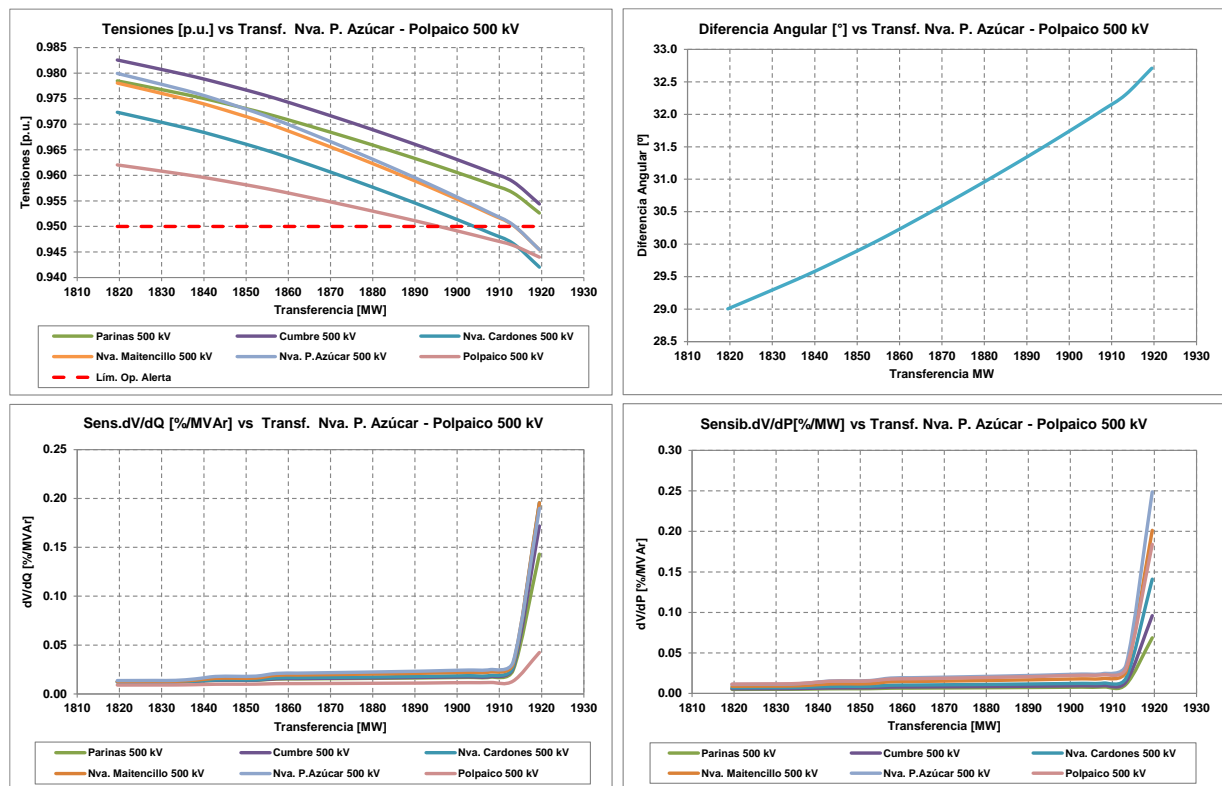 Tensiones [p.u.] vs Transf.  Nva. P. Azúcar - Polpaico 500 kV
Tensiones [p.u.]
0.985
0.980
0.975
0.970
0.965
0.960
0.955
0.950
0.945
0.940
1810 1820 1830 1840 1850 1860 1870 1880 1890 1900 1910 1920 1930
Transferencia [MW]
Parinas 500 kV Cumbre 500 kV Nva. Cardones 500 kV
Nva. Maitencillo 500 kV Nva. P.Azúcar 500 kV Polpaico 500 kV
Lím. Op. Alerta
Diferencia Angular [°] vs Transf. Nva. P. Azúcar - Polpaico 500 kV
Diferencia Angular [º]
33.0
32.5
32.0
31.5
31.0
30.5
30.0
29.5
29.0
28.5
1810 1820 1830 1840 1850 1860 1870 1880 1890 1900 1910 1920 1930
Transferencia MW
Sens.dV/dQ [%/MVAr] vs  Transf.  Nva. P. Azúcar - Polpaico 500 kV
dV/dQ [%/MVAr]
0.25
0.20
0.15
0.10
0.05
0.00
1810 1820 1830 1840 1850 1860 1870 1880 1890 1900 1910 1920 1930
Transferencia [MW]
Parinas 500 kV Cumbre 500 kV Nva. Cardones 500 kV
Nva. Maitencillo 500 kV Nva. P.Azúcar 500 kV Polpaico 500 kV
Sensib.dV/dP[%/MW] vs Transf. Nva. P. Azúcar - Polpaico 500 kV
dV/dP [%/MVAr]
0.30
0.25
0.20
0.15
0.10
0.05
0.00
1810 1820 1830 1840 1850 1860 1870 1880 1890 1900 1910 1920 1930
Transferencia [MW]
Parinas 500 kV Cumbre 500 kV Nva. Cardones 500 kV
Nva. Maitencillo 500 kV Nva. P.Azúcar 500 kV Polpaico 500 kV